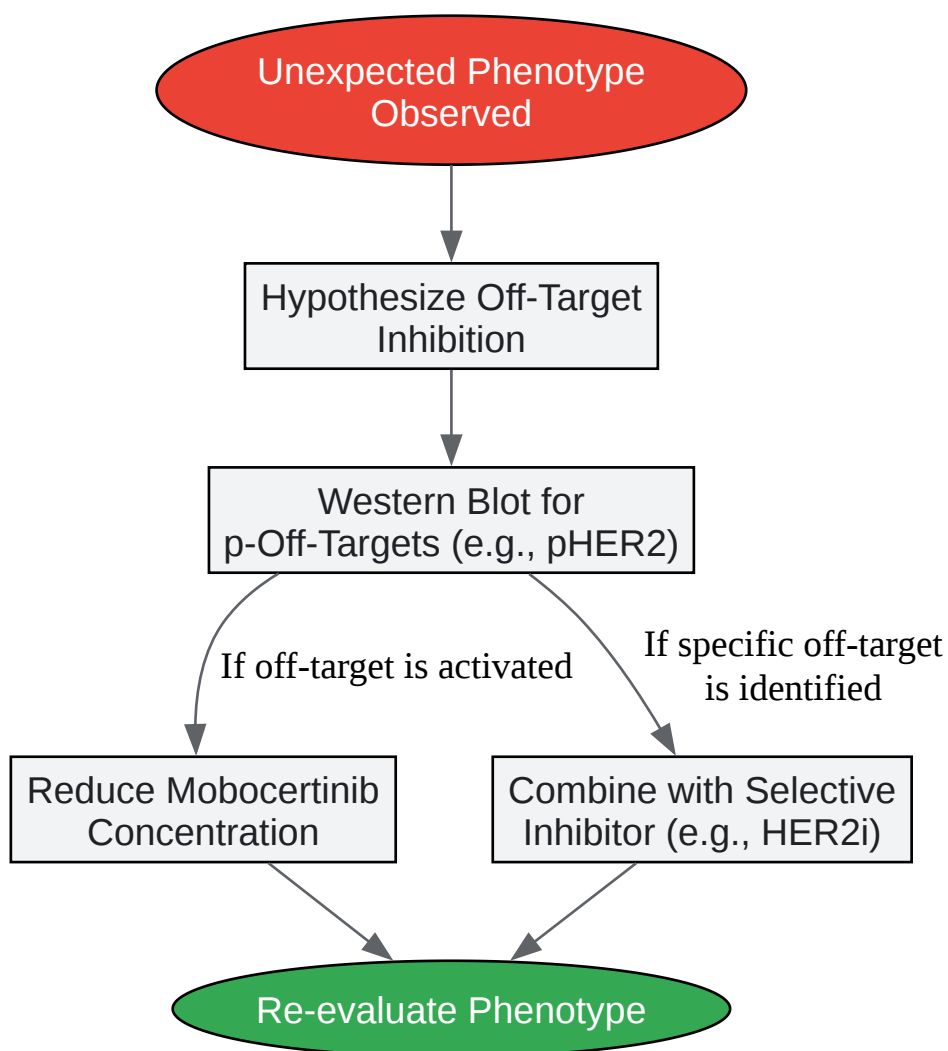 Unexpected Phenotype
Observed
Hypothesize Off-Target
Inhibition
Western Blot for
p-Off-Targets (e.g., pHER2)
If off-target is activated
If specific off-target
is identified
Reduce Mobocertinib
Concentration
Combine with Selective
Inhibitor (e.g., HER2i)
Re-evaluate Phenotype